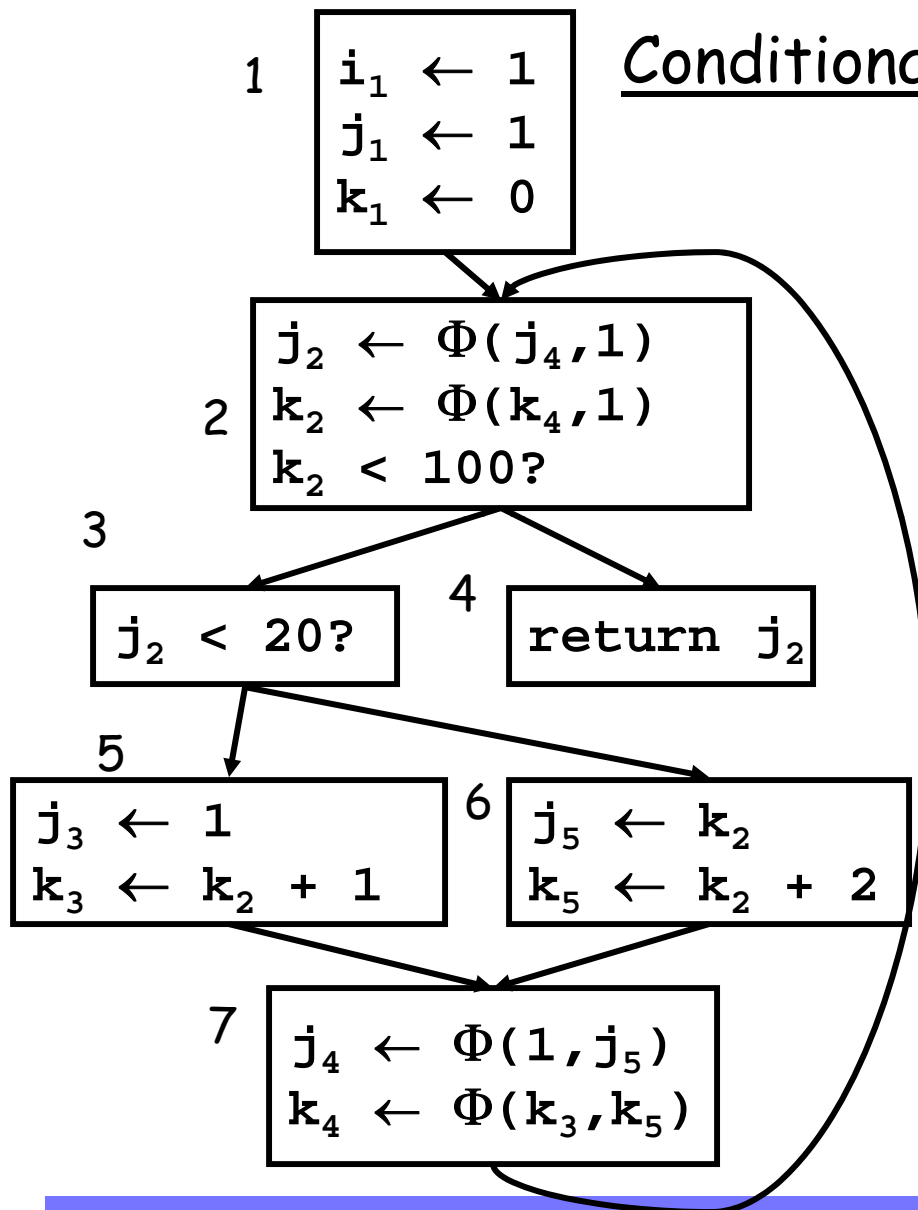 Conditiona
1
i₁ ← 1
j₁ ← 1
k₁ ← 0
2
j₂ ← Φ(j₄,1)
k₂ ← Φ(k₄,1)
k₂ < 100?
3
j₂ < 20?
4
return j₂
5
j₃ ← 1
k₃ ← k₂ + 1
6
j₅ ← k₂
k₅ ← k₂ + 2
7
j₄ ← Φ(1,j₅)
k₄ ← Φ(k₃,k₅)